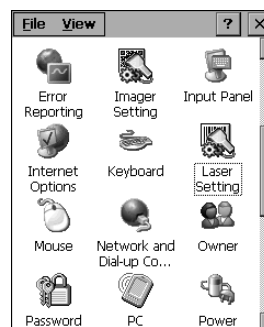 File View ? ×
Error Reporting
Imager Setting
Input Panel
Internet Options
Keyboard
Laser Setting
Mouse
Network and Dial-up Co...
Owner
Password
PC
Power